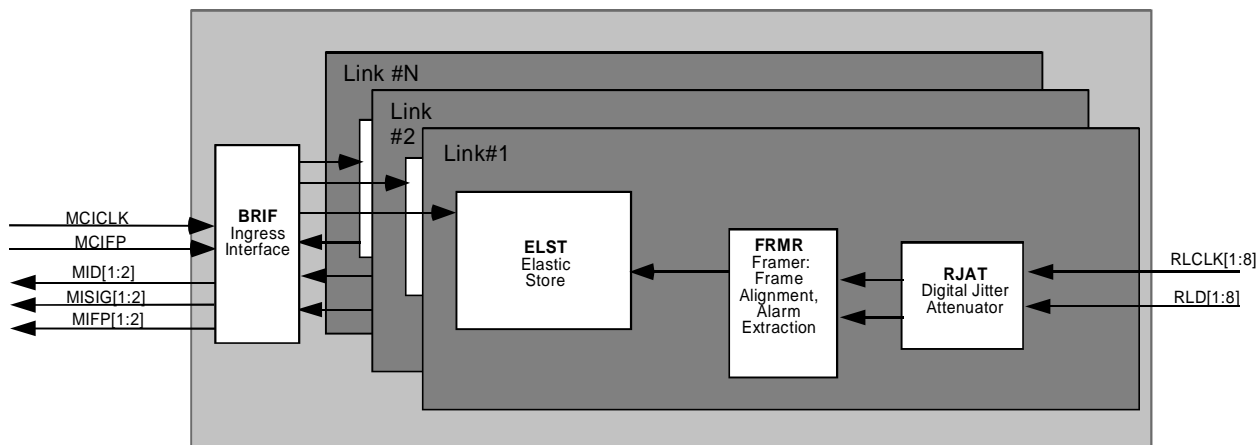 Link #N
Link
#2
Link#1
MCICLK
MCIFP
MID[1:2]
MISIG[1:2]
MIFP[1:2]
BRIF
Ingress
Interface
ELST
Elastic
Store
FRMR
Framer:
Frame
Alignment,
Alarm
Extraction
RJAT
Digital Jitter
Attenuator
RLCLK[1:8]
RLD[1:8]